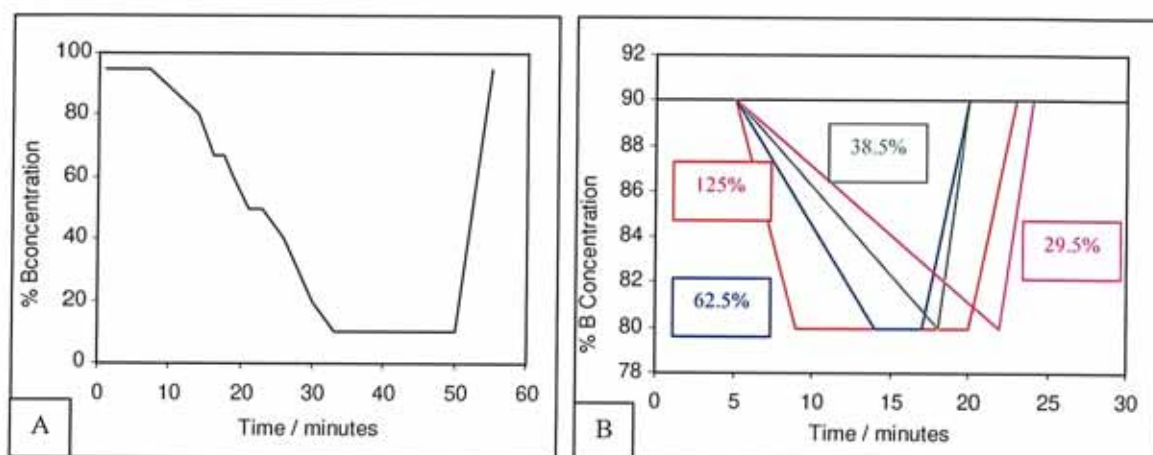 100
80
60
40
20
0
% Bconcentration
0 10 20 30 40 50 60
Time / minutes
A
92
90
88
86
84
82
80
78
% B Concentration
38.5%
125%
29.5%
62.5%
0 5 10 15 20 25 30
Time / minutes
B